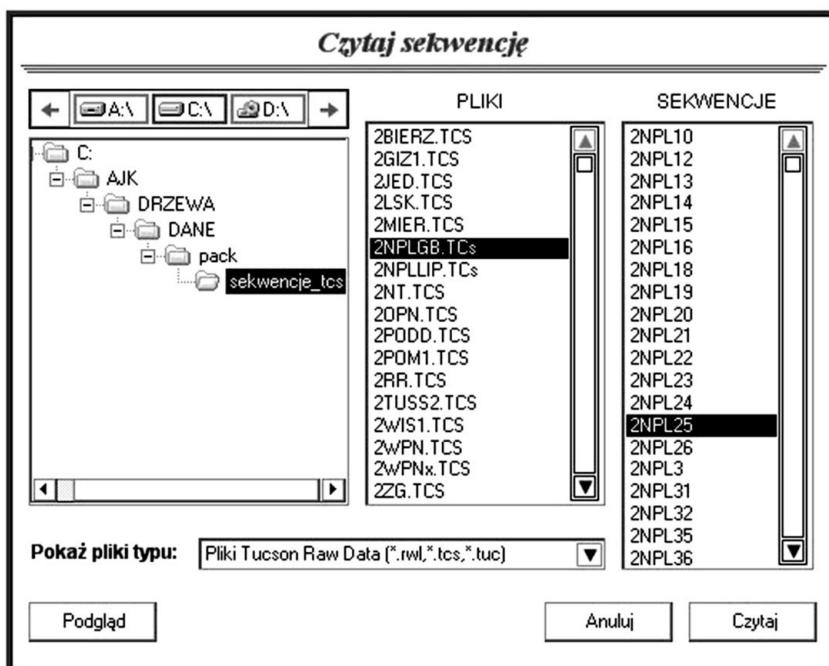 Czytaj sekwencję
A:\ C:\ D:\
C:
AJK
DRZEWA
DANE
pack
sekwencje_tcs
PLIKI
2BIERZ.TCS
2GIZ1.TCS
2JED.TCS
2LSK.TCS
2MIER.TCS
2NPLGB.TCs
2NPLLIP.TCs
2NT.TCS
2OPN.TCS
2PODD.TCS
2POM1.TCS
2RR.TCS
2TUSS2.TCS
2WIS1.TCS
2WPN.TCS
2WPNx.TCS
2ZG.TCS
SEKWENCJE
2NPL10
2NPL12
2NPL13
2NPL14
2NPL15
2NPL16
2NPL18
2NPL19
2NPL20
2NPL21
2NPL22
2NPL23
2NPL24
2NPL25
2NPL26
2NPL3
2NPL31
2NPL32
2NPL35
2NPL36
Pokaż pliki typu: Pliki Tucson Raw Data (*.rwl,*.tcs,*.tuc)
Podgląd Anuluj Czytaj